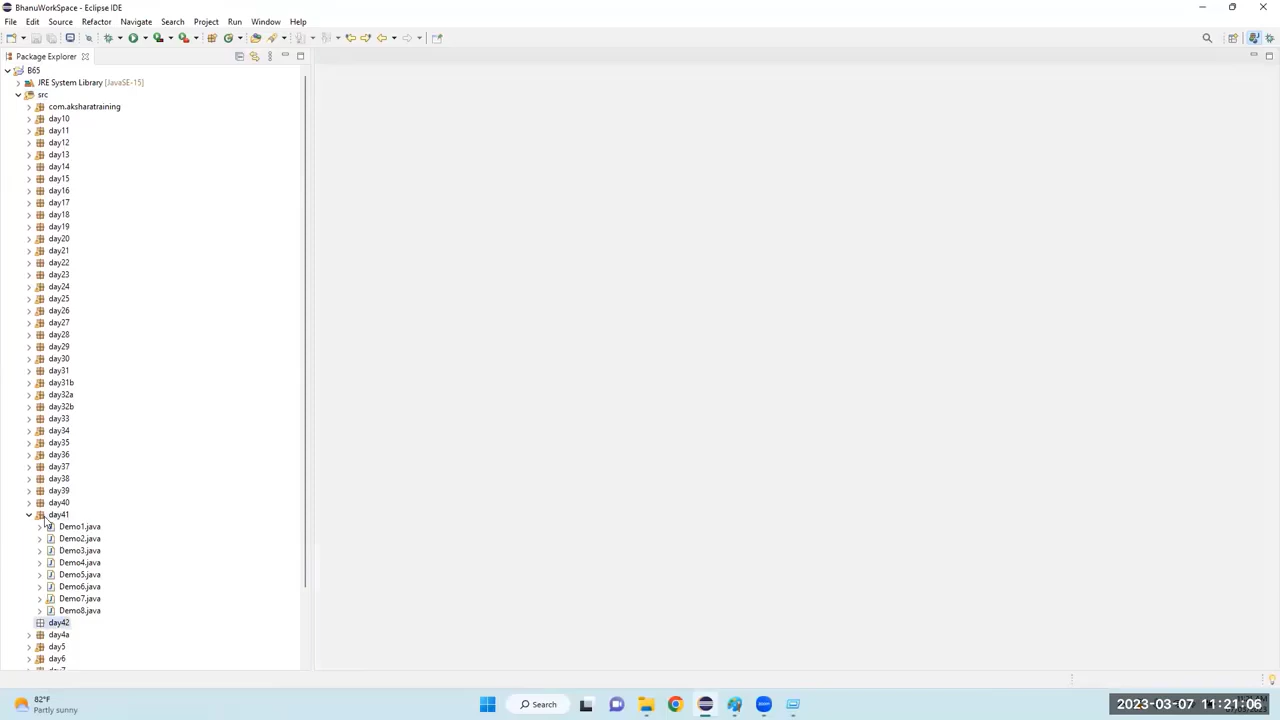 BhanuWorkSpace - Eclipse IDE
File Edit Source Refactor Navigate Search Project Run Window Help
Package Explorer
B65
JRE System Library [JavaSE-15]
src
com.aksharatraining
day10
day11
day12
day13
day14
day15
day16
day17
day18
day19
day20
day21
day22
day23
day24
day25
day26
day27
day28
day29
day30
day31
day31b
day32a
day32b
day33
day34
day35
day36
day37
day38
day39
day40
day41
Demo1.java
Demo2.java
Demo3.java
Demo4.java
Demo5.java
Demo6.java
Demo7.java
Demo8.java
day42
day4a
day5
day6
82°F
Partly sunny
Search
zoom
2023-03-07 11:21:06